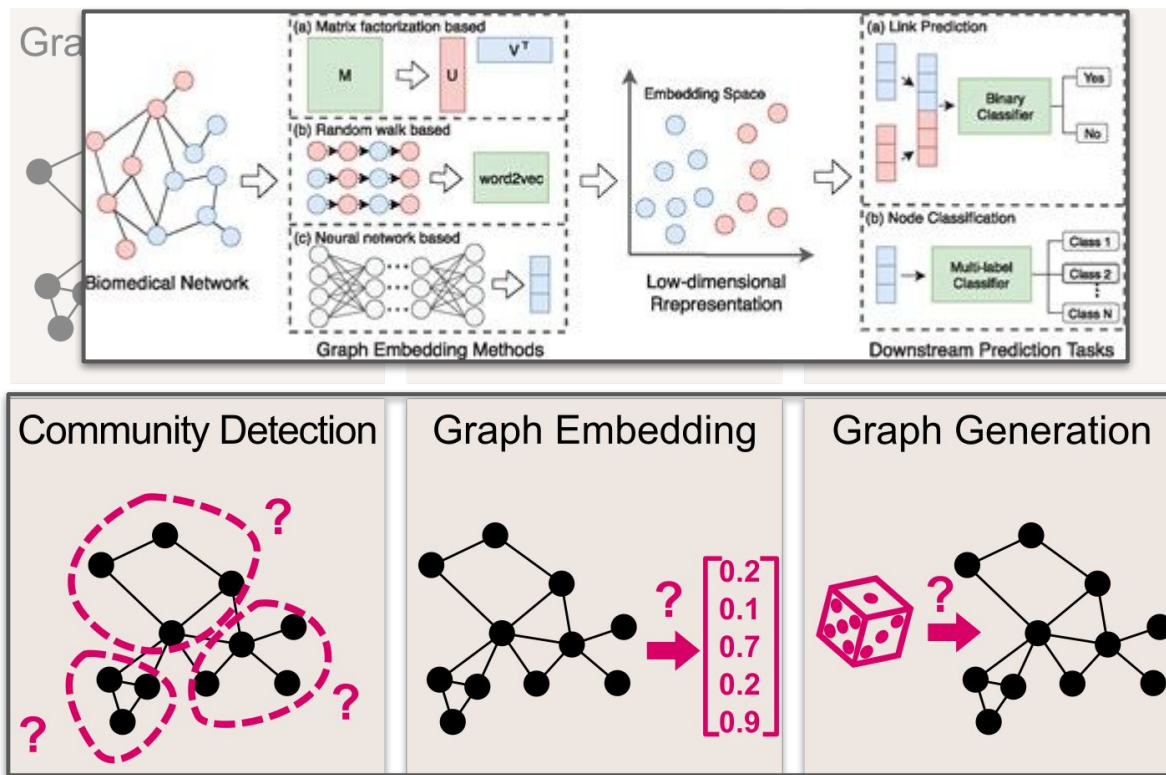 Gra
(a) Matrix factorization based
M
U
V^T
(b) Random walk based
word2vec
(c) Neural network based
Biomedical Network
Graph Embedding Methods
Embedding Space
Low-dimensional
Rrepresentation
(a) Link Prediction
Binary
Classifier
Yes
No
(b) Node Classification
Multi-label
Classifier
Class 1
Class 2
Class N
Downstream Prediction Tasks
Community Detection
?
?
?
Graph Embedding
?
0.2
0.1
0.7
0.2
0.9
Graph Generation
?